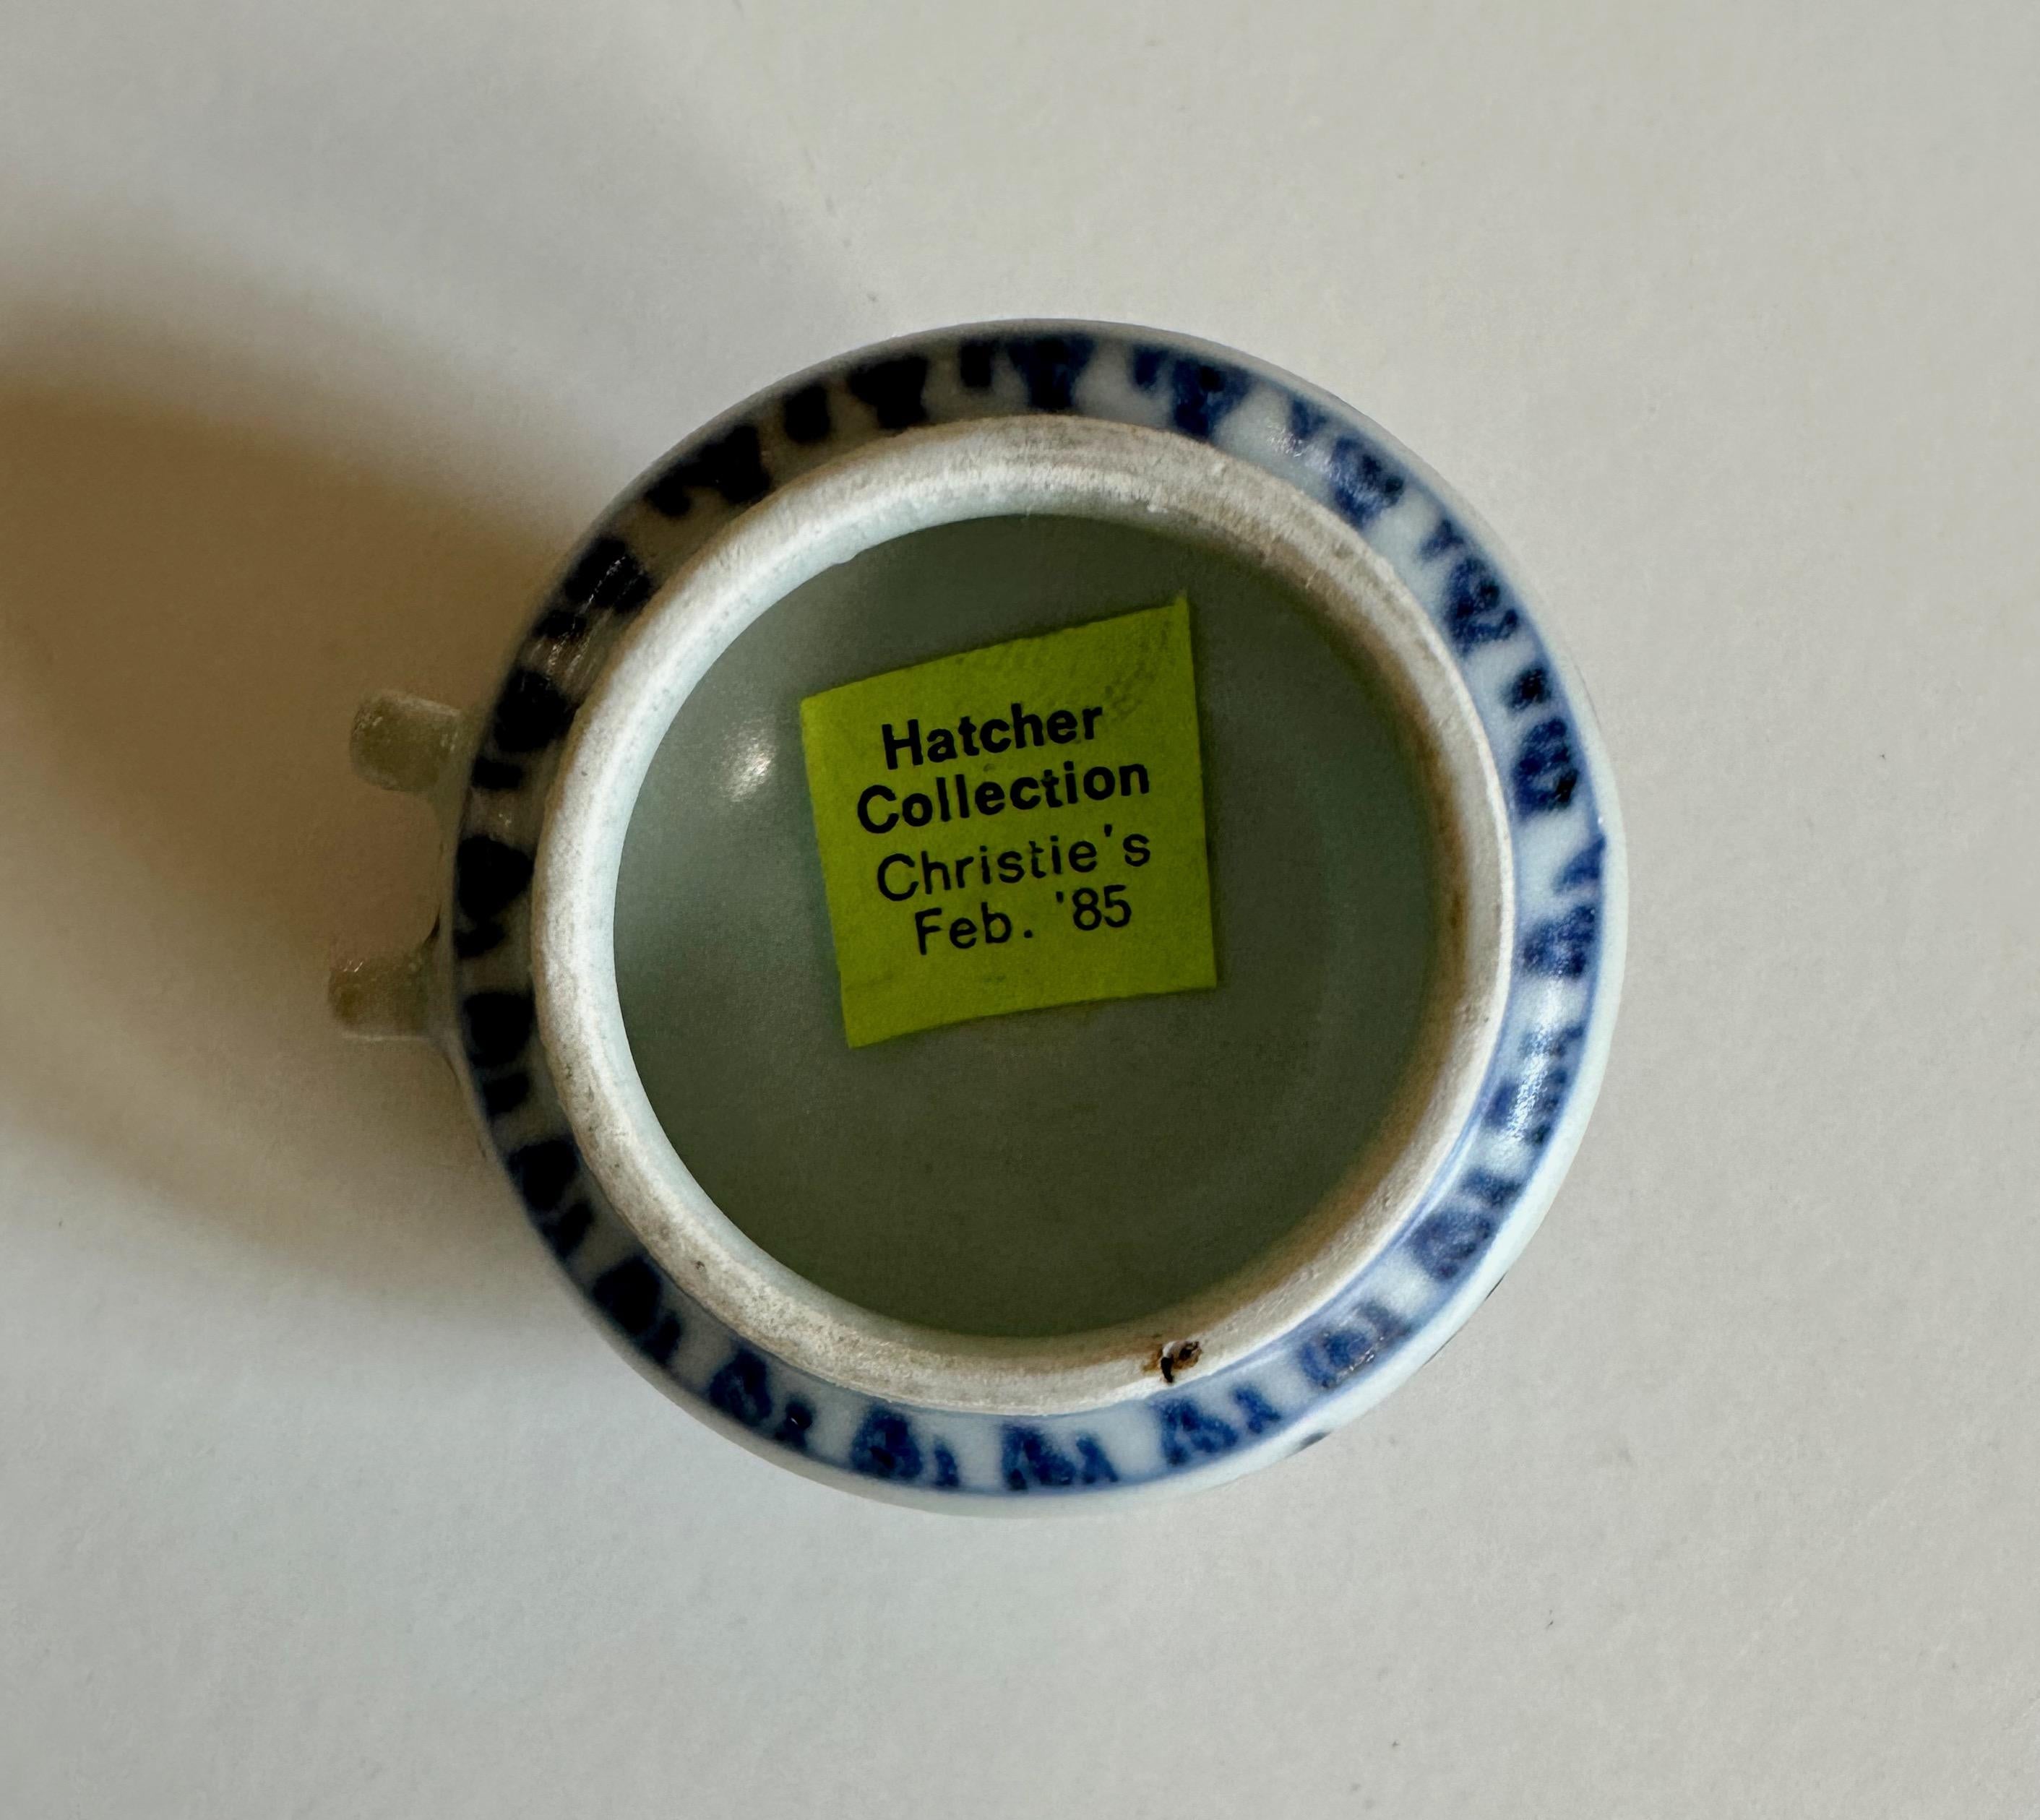 Hatcher
Collection
Christie's
Feb. '85